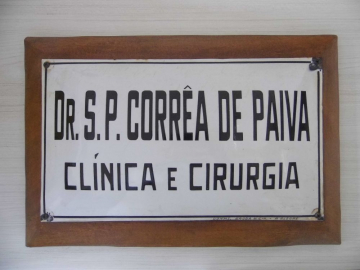 DR. S. P. CORRÊA DE PAIVA
CLÍNICA E CIRURGIA